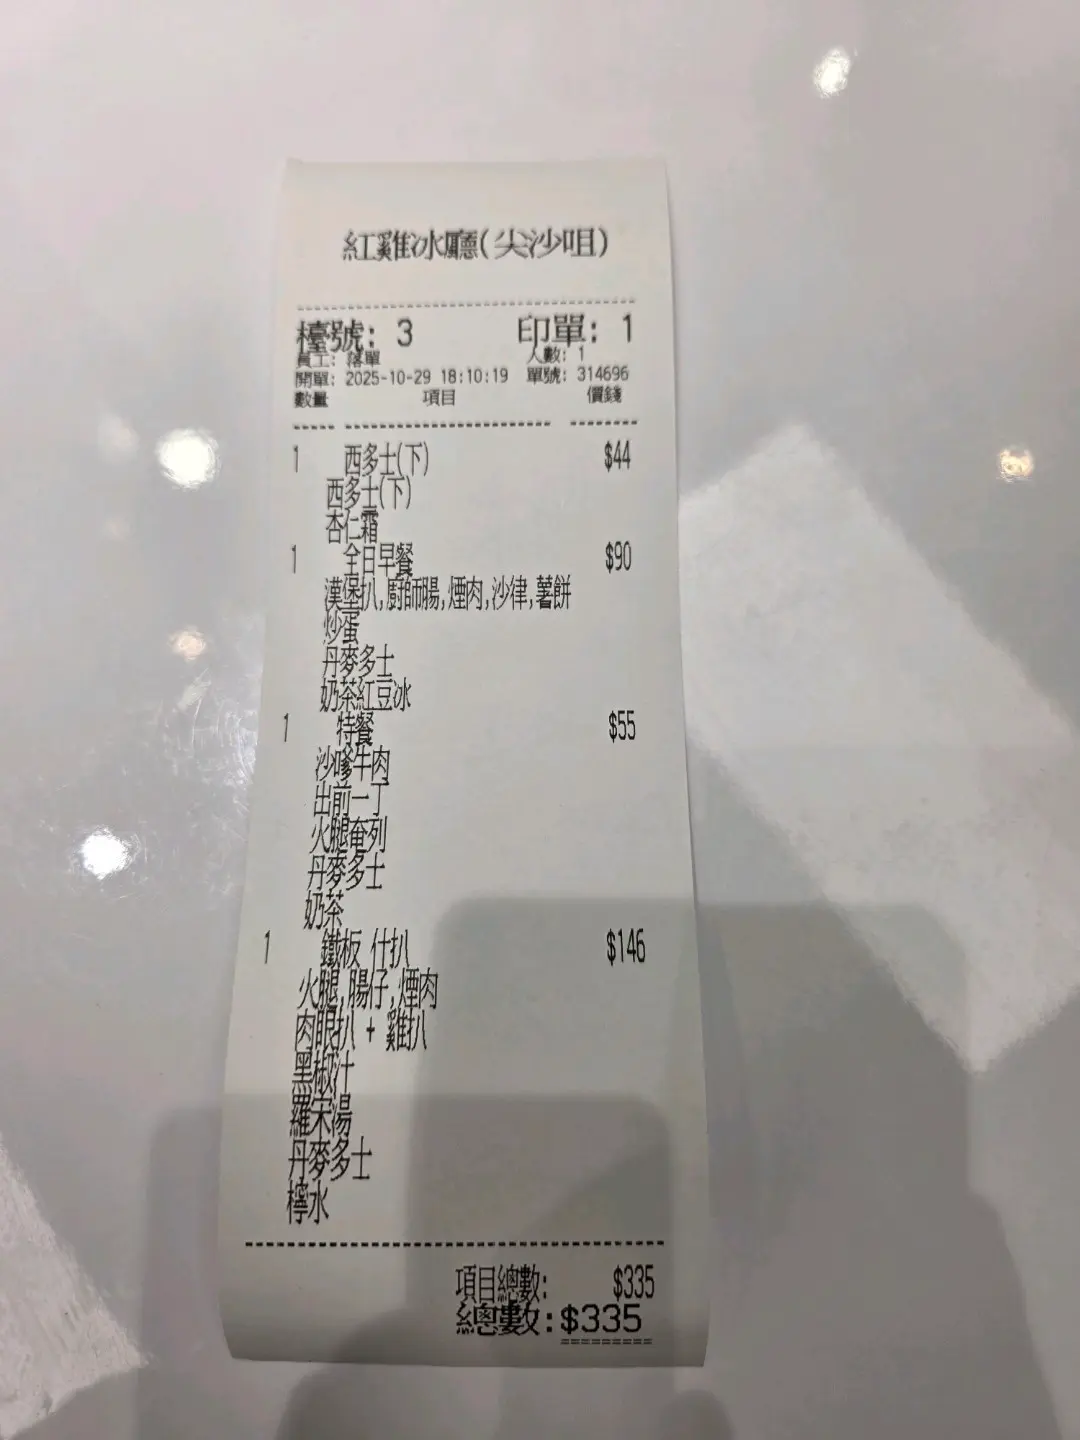 紅雞冰廳(尖沙咀)
檯號: 3 印單: 1
員工: 落單 人數: 1
開單: 2025-10-29 18:10:19 單號: 314696
數量 項目 價錢
1 西多士(下) $44
西多士(下)
杏仁霜
1 全日早餐 $90
漢堡扒,廚師腸,煙肉,沙律,薯餅
炒蛋
丹麥多士
奶茶紅豆冰
1 特餐 $55
沙嗲牛肉
出前一丁
火腿奄列
丹麥多士
奶茶
1 鐵板 什扒 $146
火腿,腸仔,煙肉
肉眼扒 + 雞扒
黑椒汁
羅宋湯
丹麥多士
檸水
項目總數: $335
總數: $335